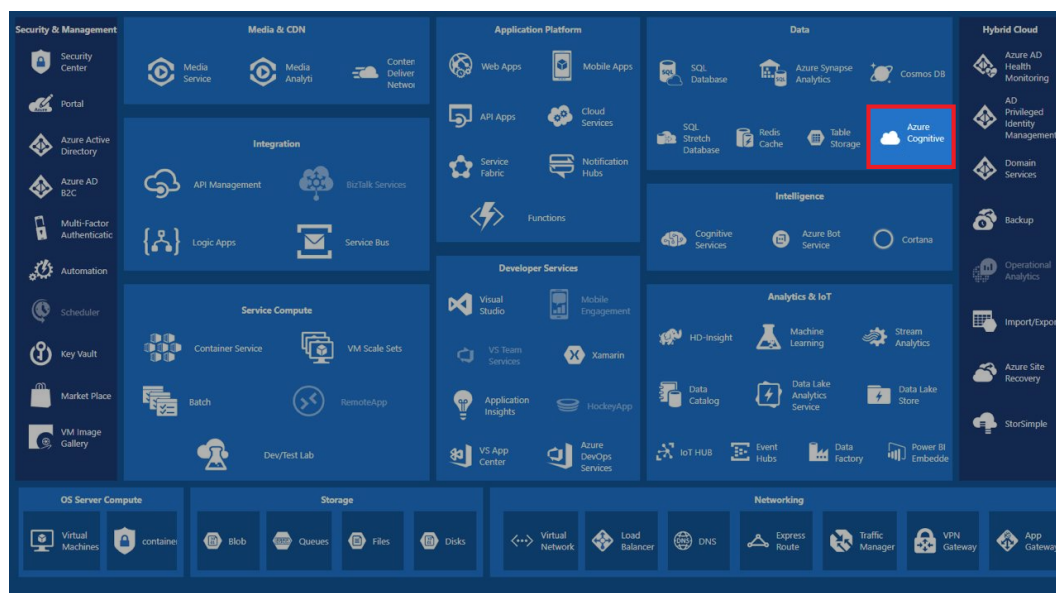 Security & Management
Security
Center
Portal
Azure Active
Directory
Azure AD
B2C
Multi-Factor
Authenticatic
Automation
Scheduler
Key Vault
Market Place
VM Image
Gallery
Media & CDN
Media
Service
Media
Analyti
Conten
Deliver
Networ
Integration
API Management
BizTalk Services
Logic Apps
Service Bus
Service Compute
Container Service
VM Scale Sets
Batch
RemoteApp
Dev/Test Lab
Application Platform
Web Apps
Mobile Apps
API Apps
Cloud
Services
Service
Fabric
Notification
Hubs
Functions
Developer Services
Visual
Studio
Mobile
Engagement
VS Team
Services
Xamarin
Application
Insights
HockeyApp
VS App
Center
Azure
DevOps
Services
Data
SQL
SQL
Database
SQL
Azure Synapse
Analytics
Cosmos DB
SQL
Stretch
Database
Redis
Cache
Table
Storage
Azure
Cognitive
Intelligence
Cognitive
Services
Azure Bot
Service
Cortana
Analytics & IoT
HD-Insight
Machine
Learning
Stream
Analytics
Data
Catalog
Data Lake
Analytics
Service
Data Lake
Store
IoT HUB
Event
Hubs
Data
Factory
Power BI
Embedde
Hybrid Cloud
Azure AD
Health
Monitoring
AD
Privileged
Identity
Management
Domain
Services
Backup
Operational
Analytics
Import/Expor
Azure Site
Recovery
StorSimple
OS Server Compute
Virtual
Machines
container
Storage
Blob
Queues
Files
Disks
Networking
Virtual
Network
Load
Balancer
DNS
DNS
Express
Route
Traffic
Manager
VPN
Gateway
App
Gateway